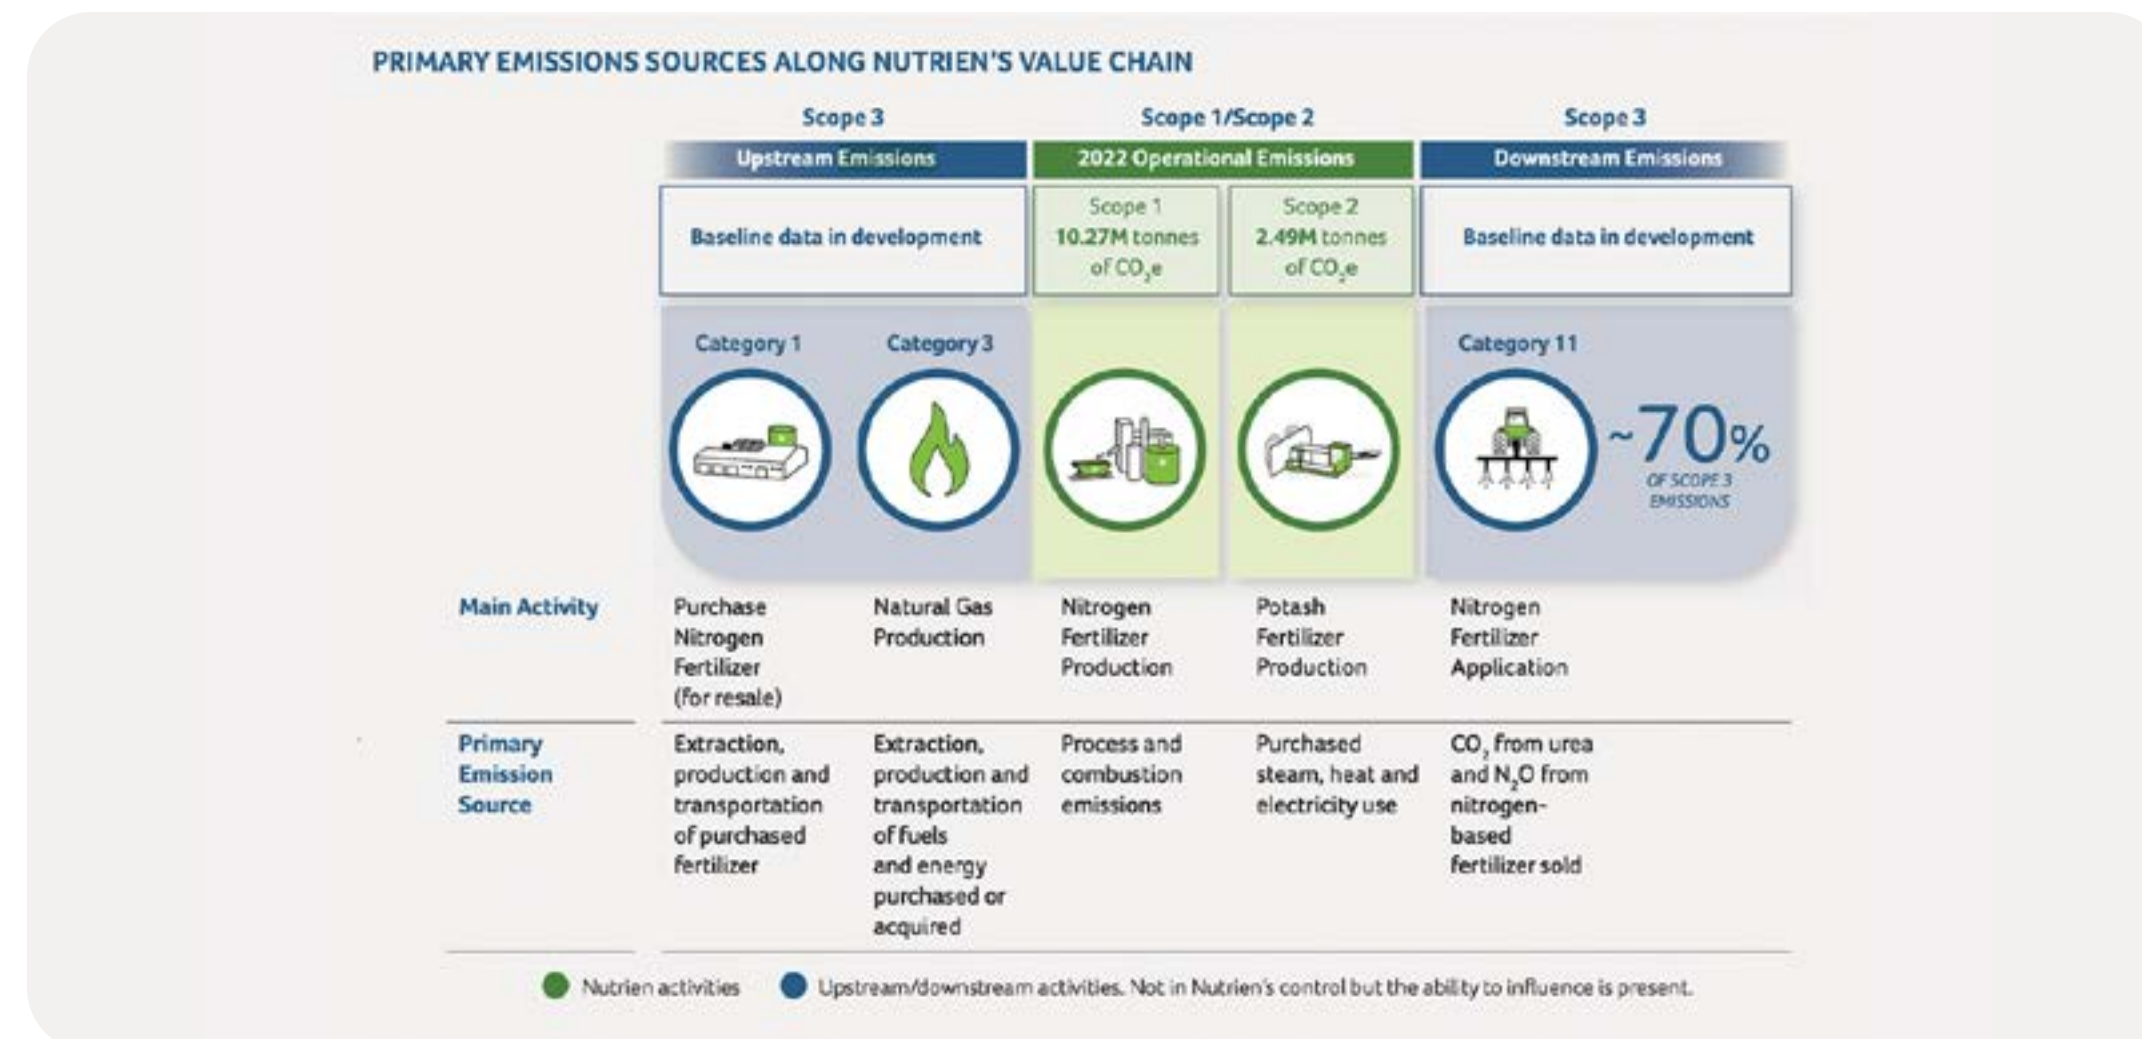 PRIMARY EMISSIONS SOURCES ALONG NUTRIEN'S VALUE CHAIN
Scope 3
Scope 1/Scope 2
Scope 3
Upstream Emissions
2022 Operational Emissions
Downstream Emissions
Baseline data in development
Scope 1
10.27M tonnes
of CO₂e
Scope 2
2.49M tonnes
of CO₂e
Baseline data in development
Category 1
Category 3
Category 11
~70%
OF SCOPE 3
EMISSIONS
Main Activity
Purchase
Nitrogen
Fertilizer
(for resale)
Natural Gas
Production
Nitrogen
Fertilizer
Production
Potash
Fertilizer
Production
Nitrogen
Fertilizer
Application
Primary
Emission
Source
Extraction,
production and
transportation
of purchased
fertilizer
Extraction,
production and
transportation
of fuels
and energy
purchased or
acquired
Process and
combustion
emissions
Purchased
steam, heat and
electricity use
CO₂ from urea
and N₂O from
nitrogen-
based
fertilizer sold
Nutrien activities
Upstream/downstream activities. Not in Nutrien's control but the ability to influence is present.